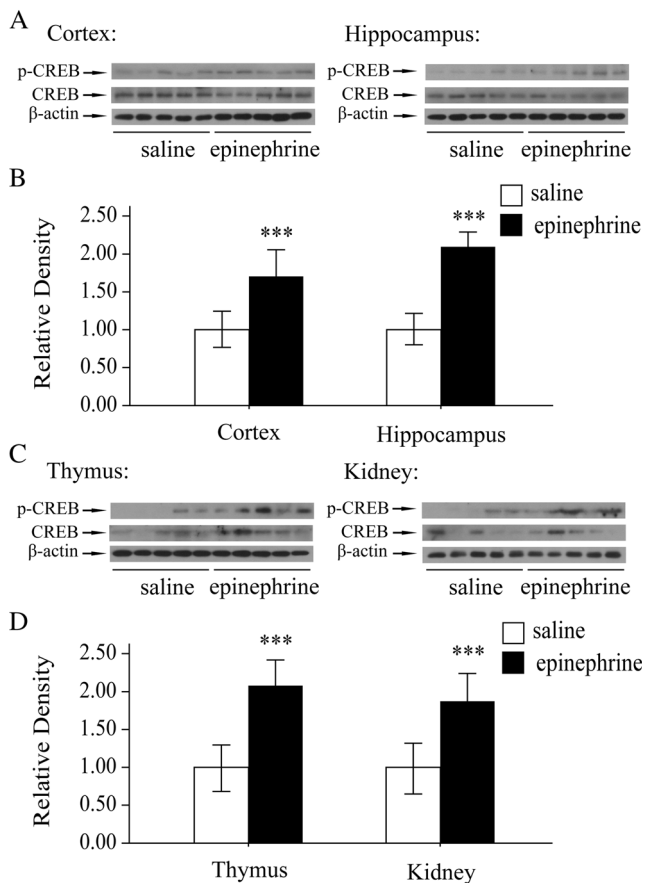 A
Cortex: Hippocampus:
p-CREB p-CREB
CREB CREB
β-actin β-actin
saline epinephrine saline epinephrine
B
saline
epinephrine
Relative Density
2.50
2.00
1.50
1.00
0.50
0.00
*** ***
Cortex Hippocampus
C
Thymus: Kidney:
p-CREB p-CREB
CREB CREB
β-actin β-actin
saline epinephrine saline epinephrine
D
saline
epinephrine
Relative Density
2.50
2.00
1.50
1.00
0.50
0.00
*** ***
Thymus Kidney